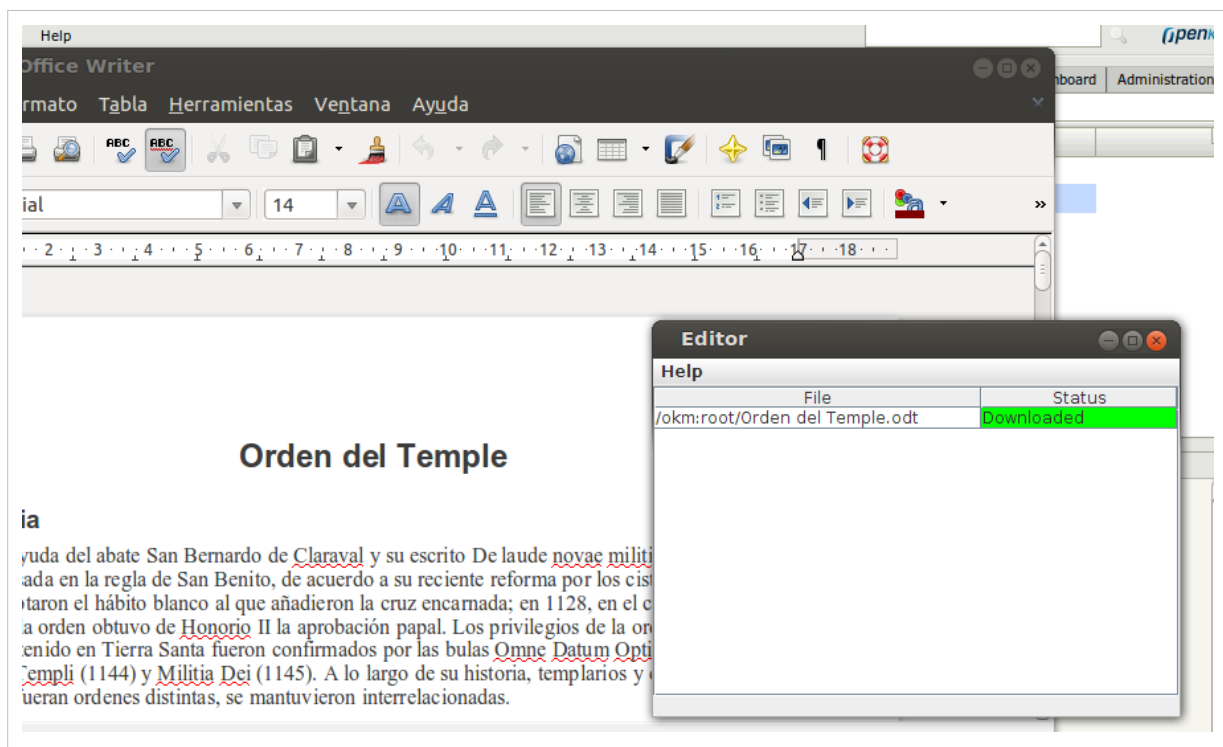 Help
Office Writer
board Administration
rmato Tabla Herramientas Ventana Ayuda
ABC ABC
ial 14
»
2 3 4 5 6 7 8 9 10 11 12 13 14 15 16 17 18
Editor
Help
File Status
/okm:root/Orden del Temple.odt Downloaded
Orden del Temple
ia
yuda del abate San Bernardo de Claraval y su escrito De laude novae militi
sada en la regla de San Benito, de acuerdo a su reciente reforma por los cist
otaron el hábito blanco al que añadieron la cruz encarnada; en 1128, en el c
la orden obtuvo de Honorio II la aprobación papal. Los privilegios de la ord
tenido en Tierra Santa fueron confirmados por las bulas Omne Datum Opti
Templi (1144) y Militia Dei (1145). A lo largo de su historia, templarios y
fueran ordenes distintas, se mantuvieron interrelacionadas.